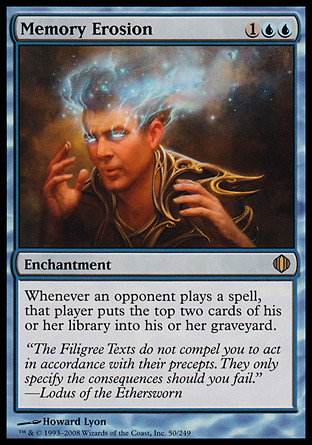 Memory Erosion 1
Enchantment
Whenever an opponent plays a spell,
that player puts the top two cards of his
or her library into his or her graveyard.
“The Filigree Texts do not compel you to act
in accordance with their precepts. They only
specify the consequences should you fail.”
—Lodus of the Ethersworn
Howard Lyon
™ & © 1993–2008 Wizards of the Coast, Inc. 50/249